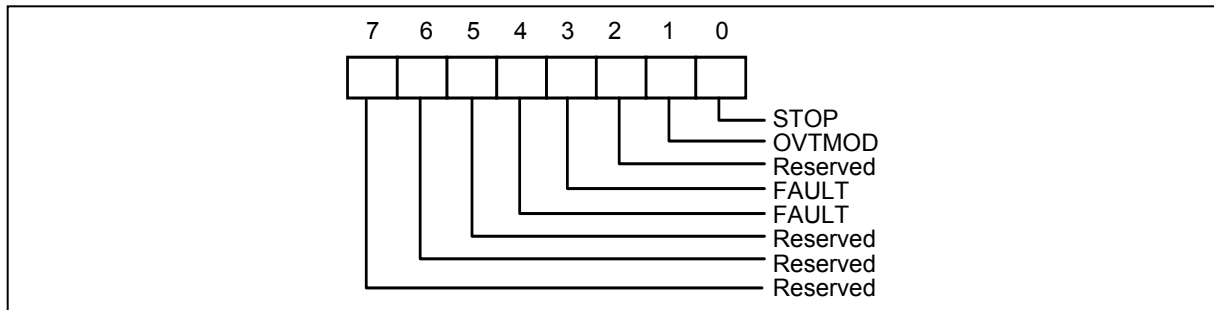 7 6 5 4 3 2 1 0
STOP
OVTMOD
Reserved
FAULT
FAULT
Reserved
Reserved
Reserved